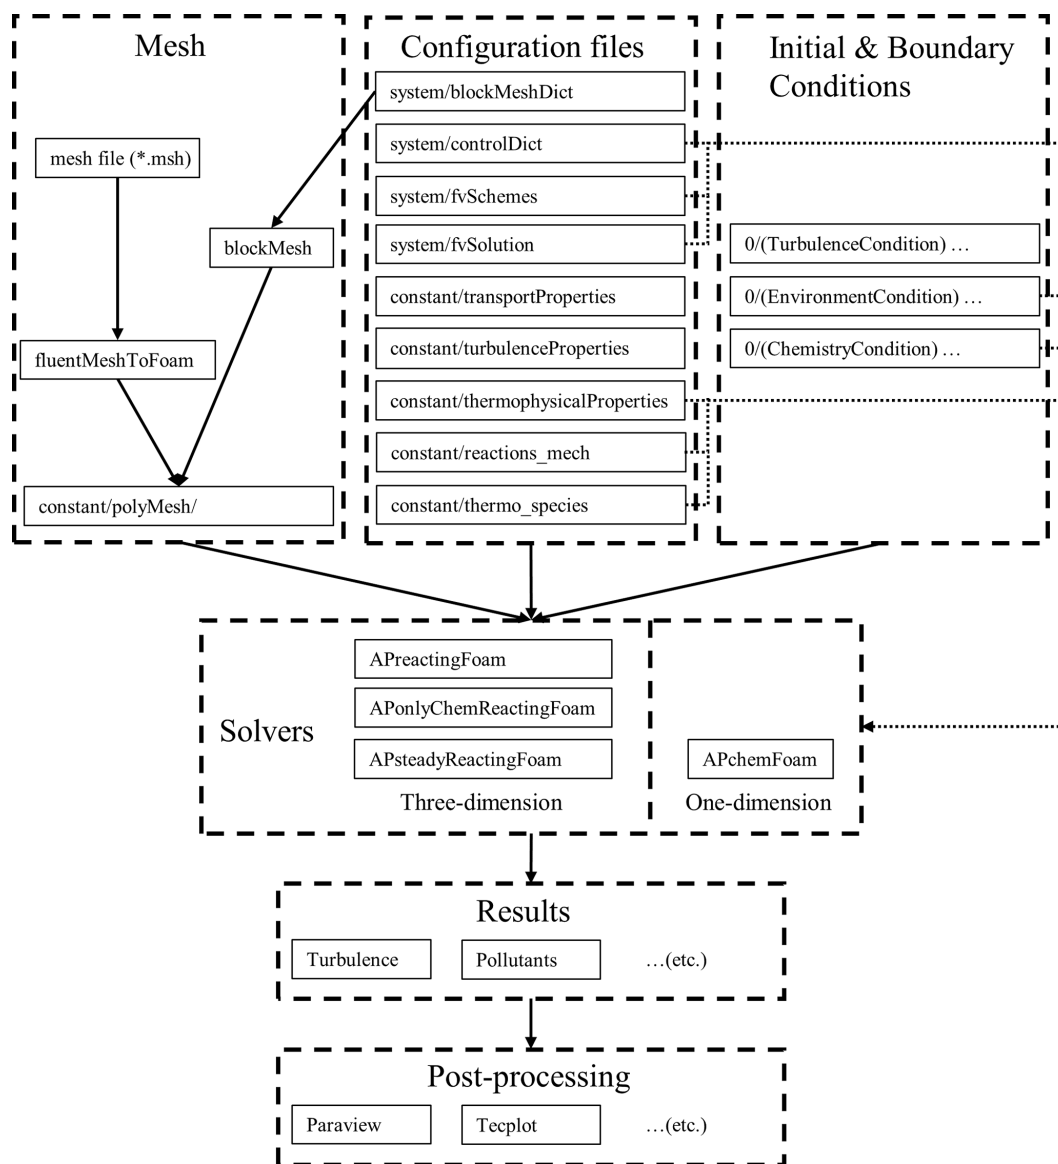 Mesh
mesh file (*.msh)
blockMesh
fluentMeshToFoam
constant/polyMesh/
Configuration files
system/blockMeshDict
system/controlDict
system/fvSchemes
system/fvSolution
constant/transportProperties
constant/turbulenceProperties
constant/thermophysicalProperties
constant/reactions_mech
constant/thermo_species
Initial & Boundary
Conditions
0/(TurbulenceCondition) …
0/(EnvironmentCondition) …
0/(ChemistryCondition) …
Solvers
APreactingFoam
APonlyChemReactingFoam
APsteadyReactingFoam
Three-dimension
APchemFoam
One-dimension
Results
Turbulence
Pollutants
…(etc.)
Post-processing
Paraview
Tecplot
…(etc.)